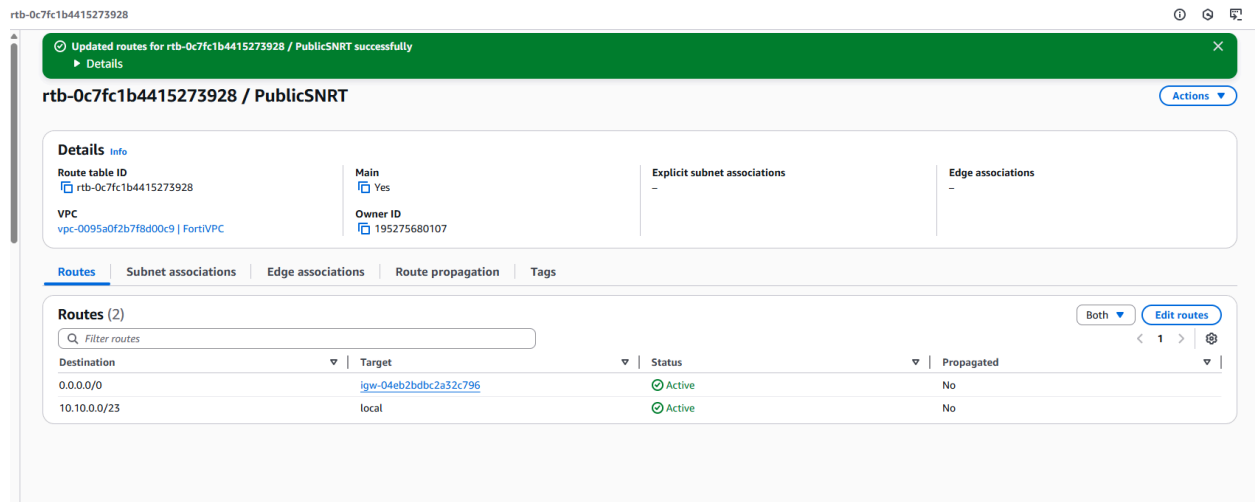 rtb-0c7fc1b4415273928
Updated routes for rtb-0c7fc1b4415273928 / PublicSNRT successfully
Details
rtb-0c7fc1b4415273928 / PublicSNRT
Actions
Details Info
Route table ID
rtb-0c7fc1b4415273928
Main
Yes
Explicit subnet associations
–
Edge associations
–
VPC
vpc-0095a0f2b7f8d00c9 | FortiVPC
Owner ID
195275680107
Routes Subnet associations Edge associations Route propagation Tags
Routes (2)
Both Edit routes
Filter routes
1
Destination Target Status Propagated
0.0.0.0/0 igw-04eb2bdbc2a32c796 Active No
10.10.0.0/23 local Active No